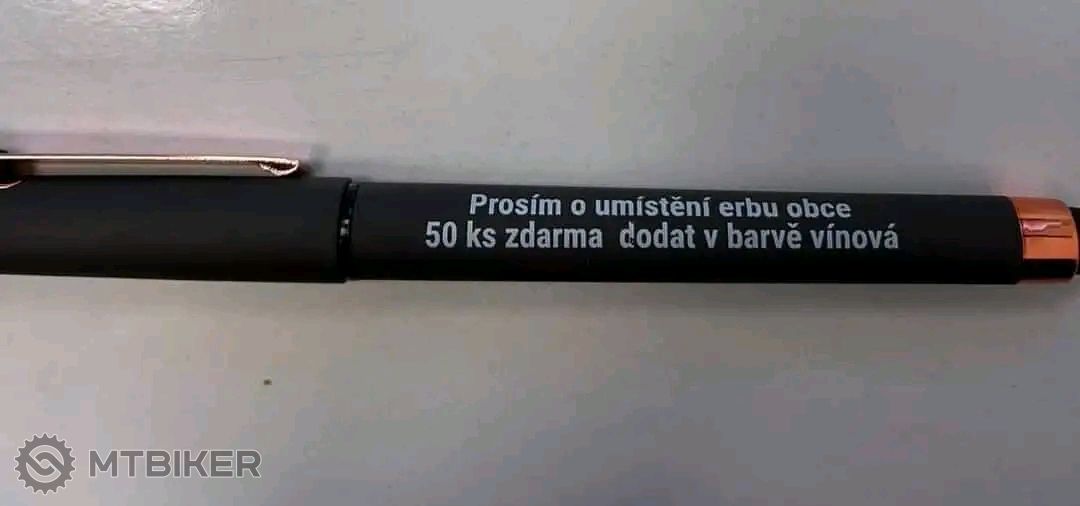 Prosím o umístění erbu obce
50 ks zdarma dodat v barvě vínová
MTBIKER